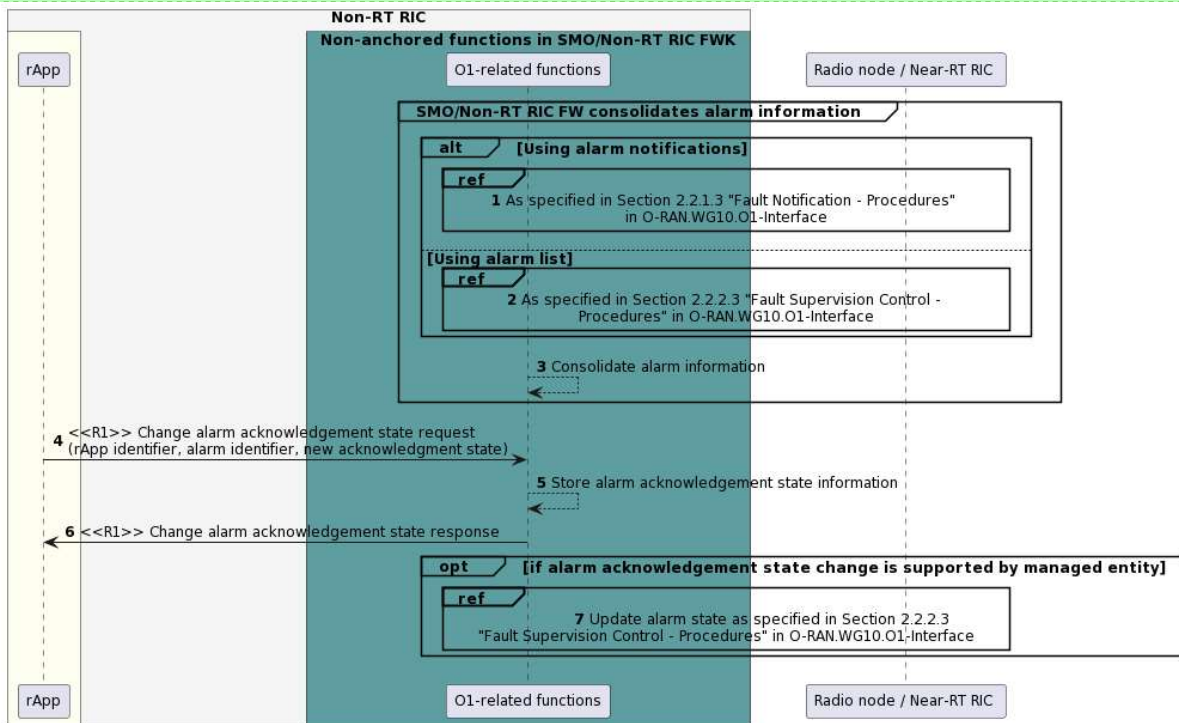 Non-RT RIC
Non-anchored functions in SMO/Non-RT RIC FWK
rApp
O1-related functions
Radio node / Near-RT RIC
SMO/Non-RT RIC FW consolidates alarm information
alt
[Using alarm notifications]
ref
1 As specified in Section 2.2.1.3 "Fault Notification - Procedures"
in O-RAN.WG10.O1-Interface
[Using alarm list]
ref
2 As specified in Section 2.2.2.3 "Fault Supervision Control -
Procedures" in O-RAN.WG10.O1-Interface
3 Consolidate alarm information
4 <<R1>> Change alarm acknowledgement state request
(rApp identifier, alarm identifier, new acknowledgment state)
5 Store alarm acknowledgement state information
6 <<R1>> Change alarm acknowledgement state response
opt
[if alarm acknowledgement state change is supported by managed entity]
ref
7 Update alarm state as specified in Section 2.2.2.3
"Fault Supervision Control - Procedures" in O-RAN.WG10.O1-Interface
rApp
O1-related functions
Radio node / Near-RT RIC